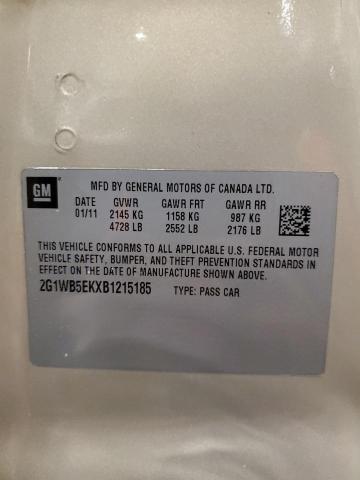 GM
MFD BY GENERAL MOTORS OF CANADA LTD.
DATE GVWR GAWR FRT GAWR RR
01/11 2145 KG 1158 KG 987 KG
4728 LB 2552 LB 2176 LB
THIS VEHICLE CONFORMS TO ALL APPLICABLE U.S. FEDERAL MOTOR
VEHICLE SAFETY, BUMPER, AND THEFT PREVENTION STANDARDS IN
EFFECT ON THE DATE OF MANUFACTURE SHOWN ABOVE.
2G1WB5EKXB1215185 TYPE: PASS CAR